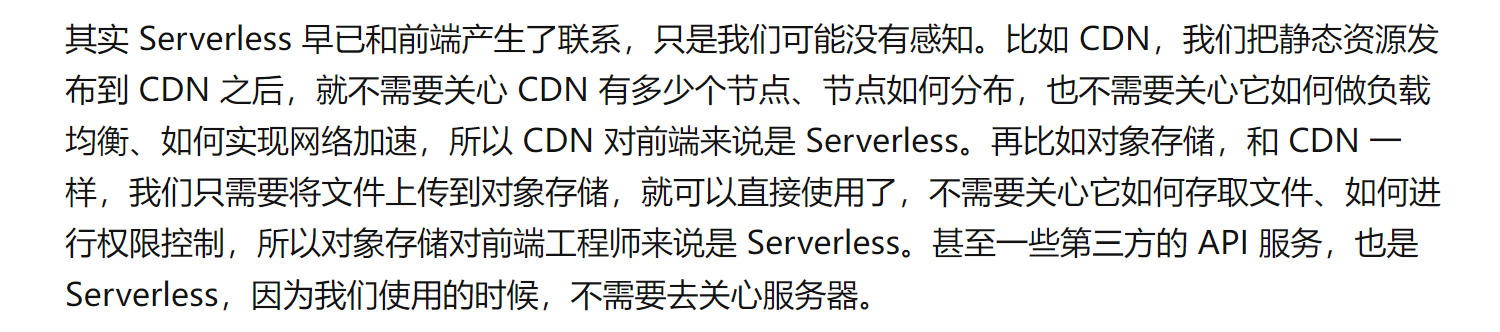 其实 Serverless 早已和前端产生了联系，只是我们可能没有感知。比如 CDN，我们把静态资源发
布到 CDN 之后，就不需要关心 CDN 有多少个节点、节点如何分布，也不需要关心它如何做负载
均衡、如何实现网络加速，所以 CDN 对前端来说是 Serverless。再比如对象存储，和 CDN 一
样，我们只需要将文件上传到对象存储，就可以直接使用了，不需要关心它如何存取文件、如何进
行权限控制，所以对象存储对前端工程师来说是 Serverless。甚至一些第三方的 API 服务，也是
Serverless，因为我们使用的时候，不需要去关心服务器。